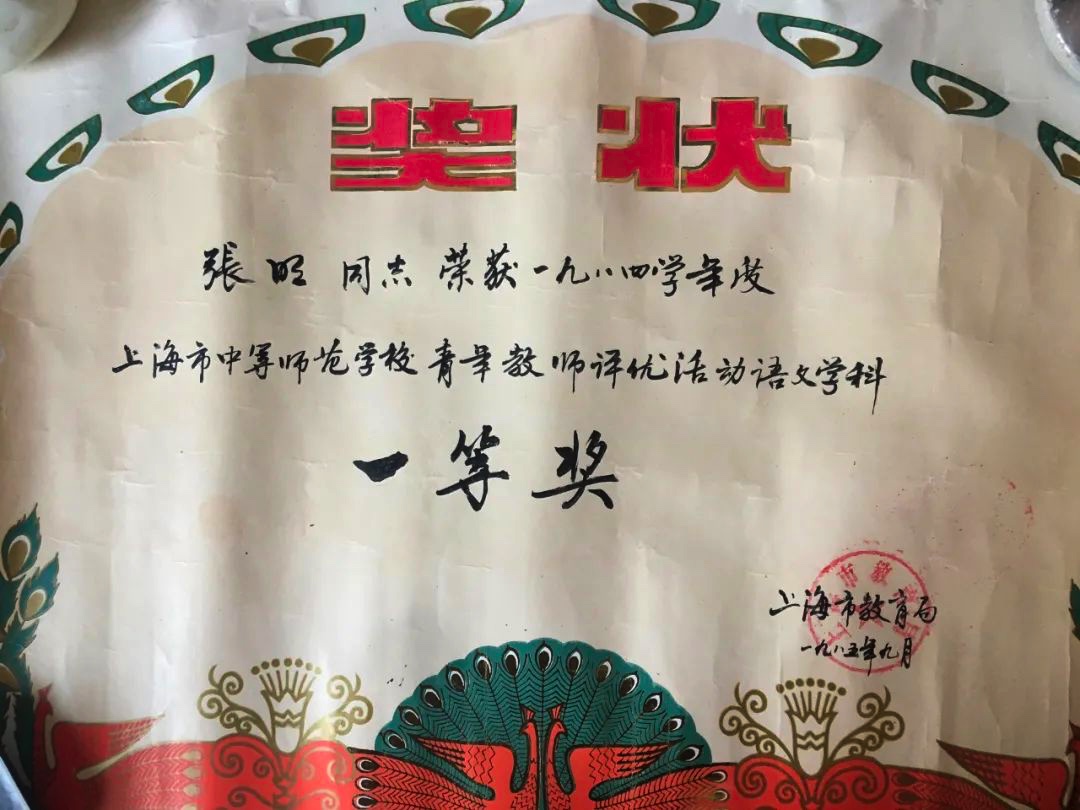 奖状
張明 同志 荣获一九八四学年度
上海市中等师范学校青年教师评优活动语文学科
一等奖
上海市教育局
一九八五年九月